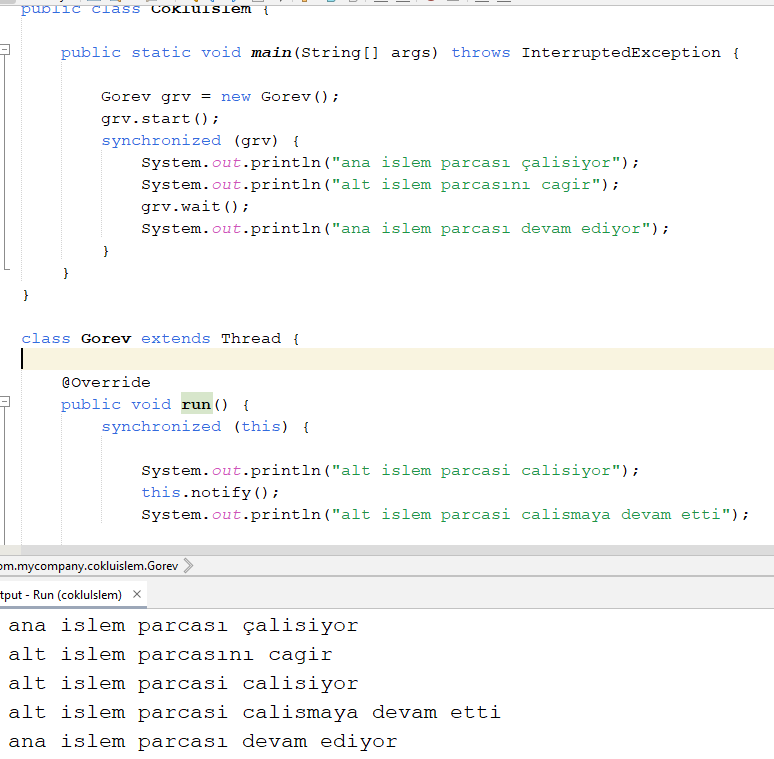 public class CokluIslem {
public static void main(String[] args) throws InterruptedException {
Gorev grv = new Gorev();
grv.start();
synchronized (grv) {
System.out.println("ana islem parcası çalisiyor");
System.out.println("alt islem parcasını cagir");
grv.wait();
System.out.println("ana islem parcası devam ediyor");
}
}
}
class Gorev extends Thread {
@Override
public void run() {
synchronized (this) {
System.out.println("alt islem parcasi calisiyor");
this.notify();
System.out.println("alt islem parcasi calismaya devam etti");
om.mycompany.cokluislem.Gorev
tput - Run (cokluIslem)
ana islem parcası çalisiyor
alt islem parcasını cagir
alt islem parcasi calisiyor
alt islem parcasi calismaya devam etti
ana islem parcası devam ediyor